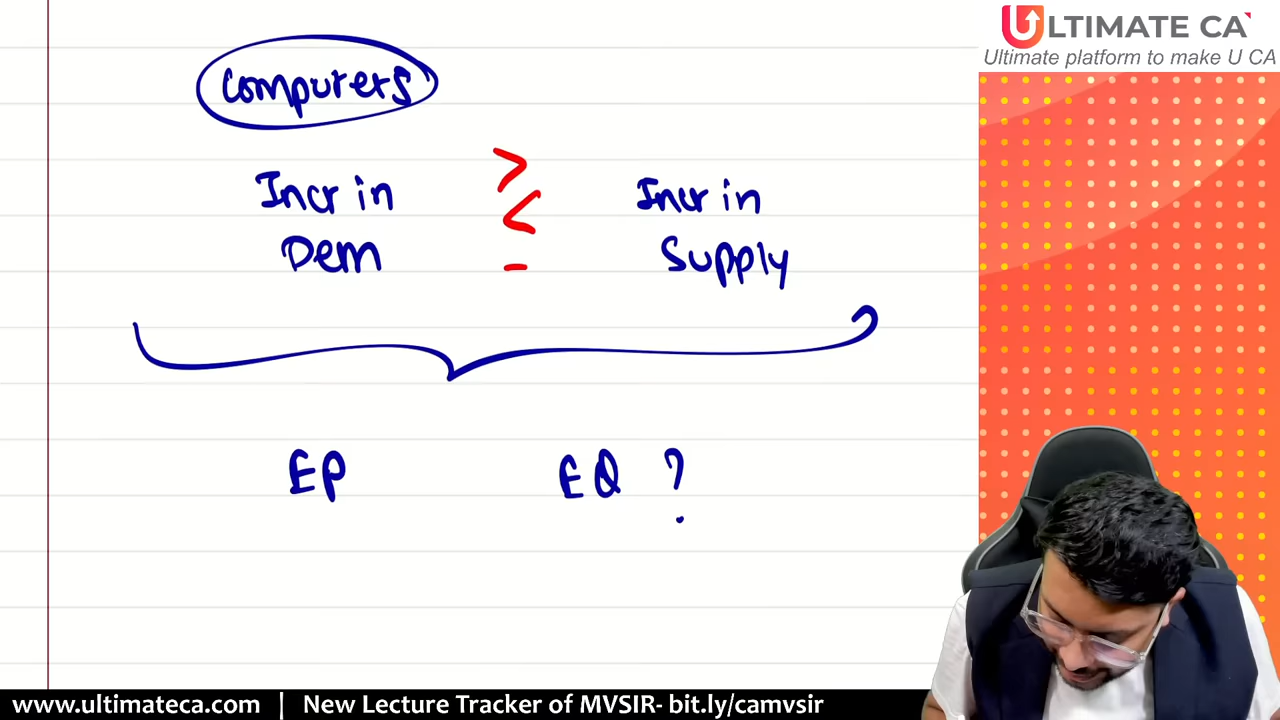 ULTIMATE CA
Ultimate platform to make U CA
Computers
Incr in > Incr in
Dem < Supply
-
EP EQ ?
www.ultimateca.com | New Lecture Tracker of MVSIR- bit.ly/camvsir